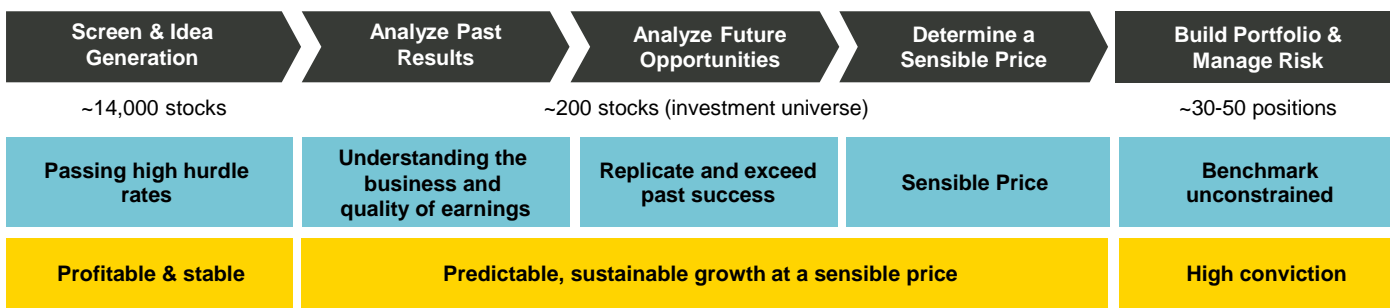 Screen & Idea
Generation
Analyze Past
Results
Analyze Future
Opportunities
Determine a
Sensible Price
Build Portfolio &
Manage Risk
~14,000 stocks
~200 stocks (investment universe)
~30-50 positions
Passing high hurdle
rates
Understanding the
business and
quality of earnings
Replicate and exceed
past success
Sensible Price
Benchmark
unconstrained
Profitable & stable
Predictable, sustainable growth at a sensible price
High conviction